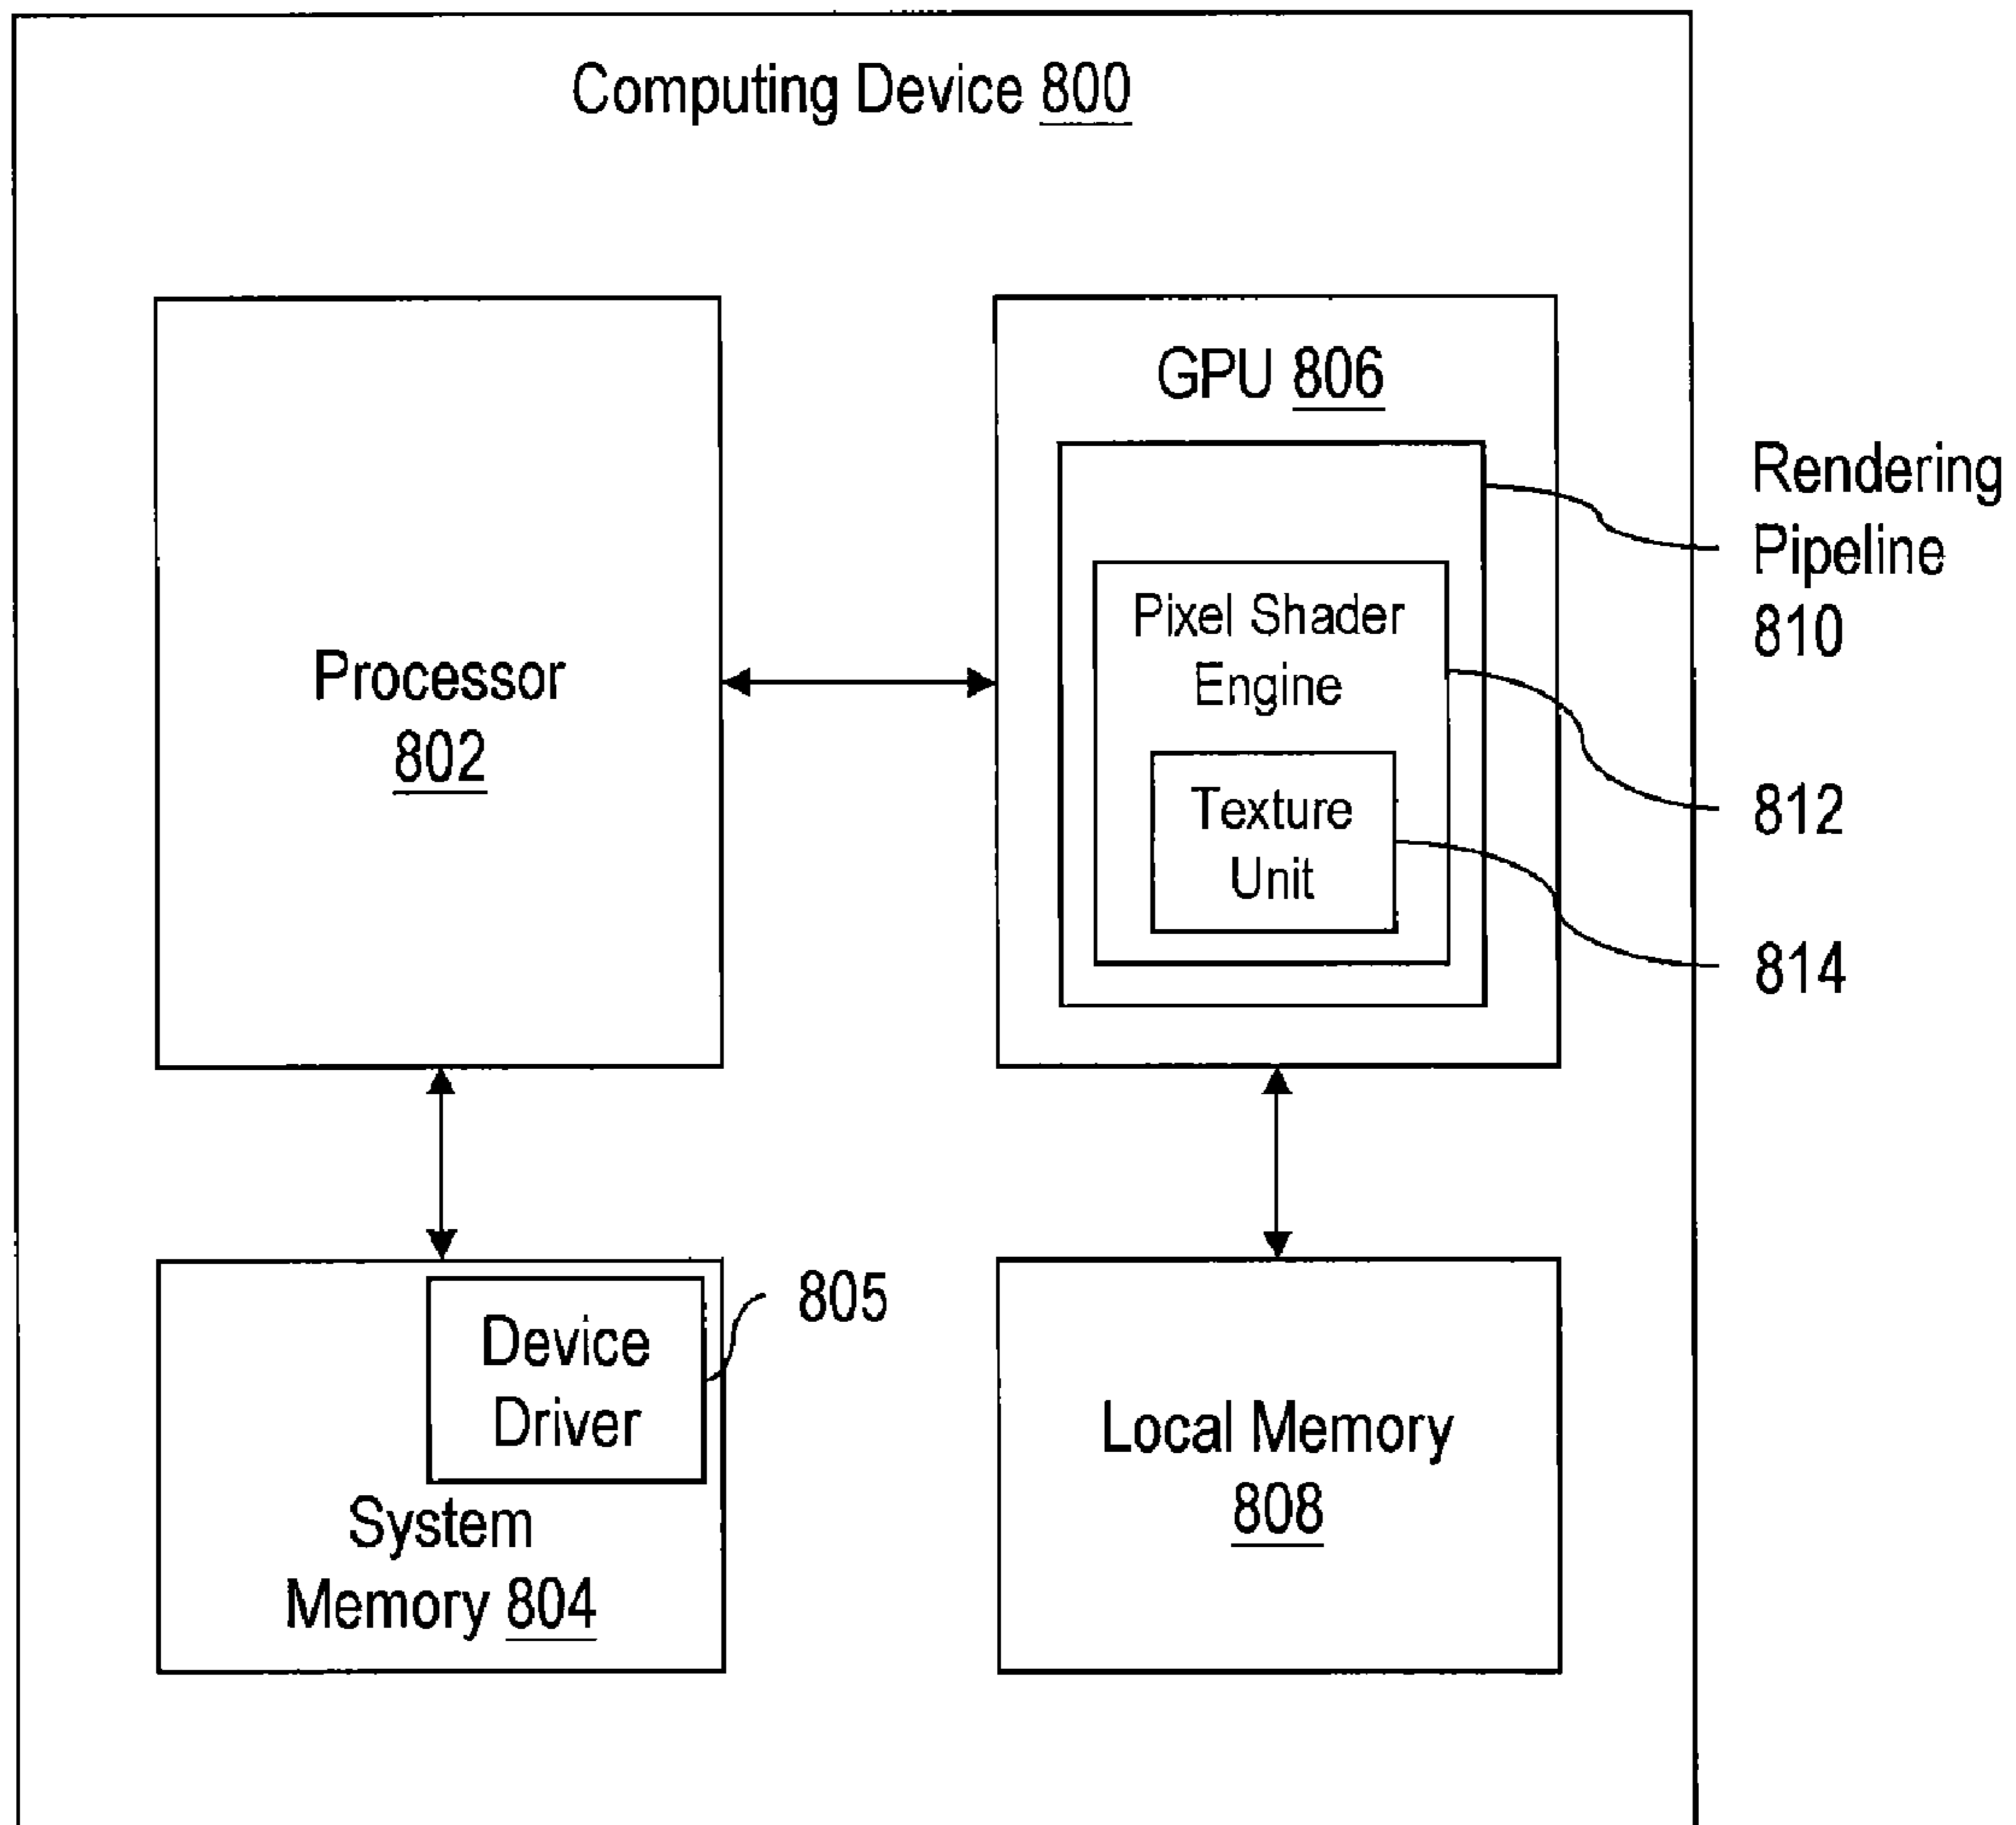 Computing Device 800
GPU 806
Rendering
Pipeline
810
Pixel Shader
Engine
Processor
802
812
Texture
Unit
814
805
Device
Driver
System
Memory 804
Local Memory
808